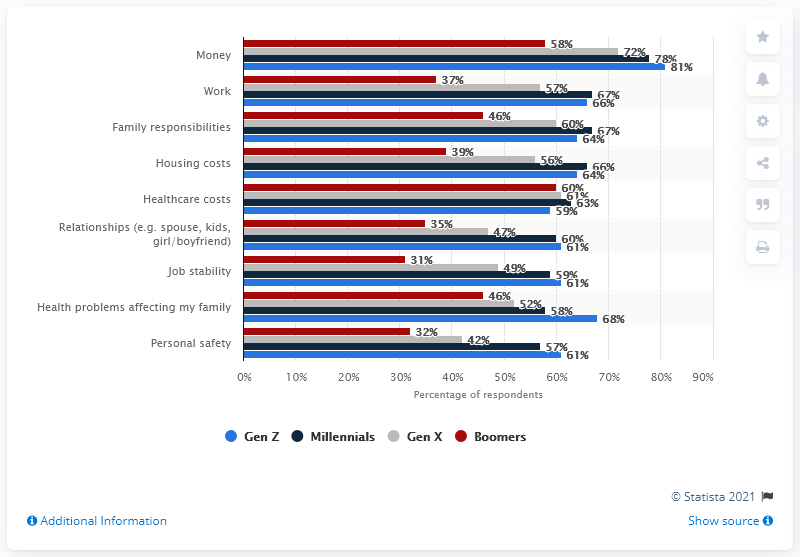 Money
58%
72%
78%
81%
Work
37%
57%
67%
66%
Family responsibilities
46%
60%
67%
64%
Housing costs
39%
56%
66%
64%
Healthcare costs
60%
61%
63%
59%
Relationships (e.g. spouse, kids,
girl/boyfriend)
35%
47%
60%
61%
Job stability
31%
49%
59%
61%
Health problems affecting my family
46%
52%
58%
68%
Personal safety
32%
42%
57%
61%
0% 10% 20% 30% 40% 50% 60% 70% 80% 90%
Percentage of respondents
Gen Z Millennials Gen X Boomers
© Statista 2021
Additional Information Show source